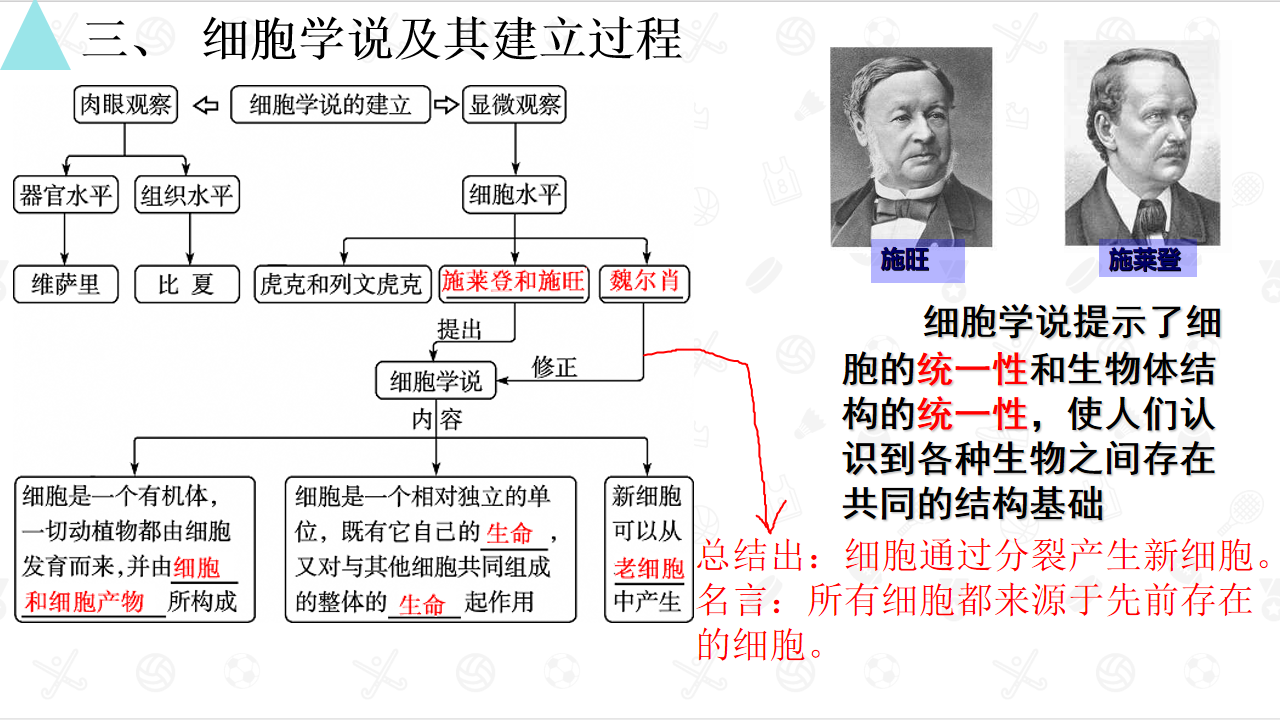 三、 细胞学说及其建立过程
肉眼观察
细胞学说的建立
显微观察
器官水平
组织水平
细胞水平
维萨里
比 夏
虎克和列文虎克
施莱登和施旺
魏尔肖
提出
修正
细胞学说
内容
细胞是一个有机体，
一切动植物都由细胞
发育而来，并由细胞
和细胞产物 所构成
细胞是一个相对独立的单
位，既有它自己的 生命 ，
又对与其他细胞共同组成
的整体的 生命 起作用
新细胞
可以从
老细胞
中产生
施旺
施莱登
细胞学说提示了细
胞的统一性和生物体结
构的统一性，使人们认
识到各种生物之间存在
共同的结构基础
总结出：细胞通过分裂产生新细胞。
名言：所有细胞都来源于先前存在
的细胞。